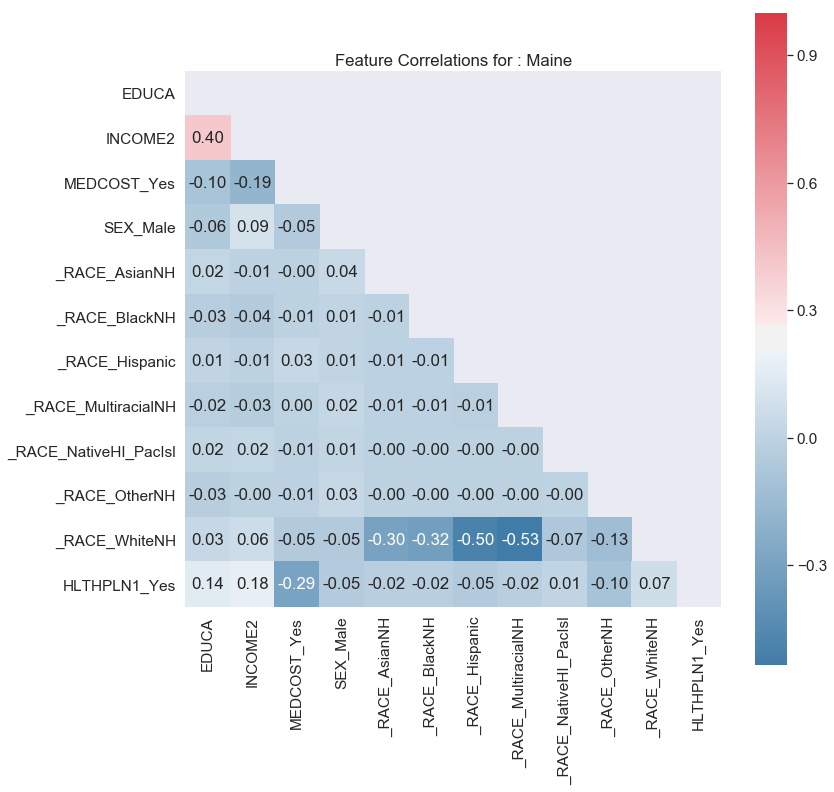 Feature Correlations for : Maine
EDUCA
INCOME2 0.40
MEDCOST_Yes -0.10 -0.19
SEX_Male -0.06 0.09 -0.05
_RACE_AsianNH 0.02 -0.01 -0.00 0.04
_RACE_BlackNH -0.03 -0.04 -0.01 0.01 -0.01
_RACE_Hispanic 0.01 -0.01 0.03 0.01 -0.01 -0.01
_RACE_MultiracialNH -0.02 -0.03 0.00 0.02 -0.01 -0.01 -0.01
_RACE_NativeHI_PacIsl 0.02 0.02 -0.01 0.01 -0.00 -0.00 -0.00 -0.00
_RACE_OtherNH -0.03 -0.00 -0.01 0.03 -0.00 -0.00 -0.00 -0.00 -0.00
_RACE_WhiteNH 0.03 0.06 -0.05 -0.05 -0.30 -0.32 -0.50 -0.53 -0.07 -0.13
HLTHPLN1_Yes 0.14 0.18 -0.29 -0.05 -0.02 -0.02 -0.05 -0.02 0.01 -0.10 0.07
EDUCA
INCOME2
MEDCOST_Yes
SEX_Male
_RACE_AsianNH
_RACE_BlackNH
_RACE_Hispanic
_RACE_MultiracialNH
_RACE_NativeHI_PacIsl
_RACE_OtherNH
_RACE_WhiteNH
HLTHPLN1_Yes
0.9
0.6
0.3
0.0
−0.3